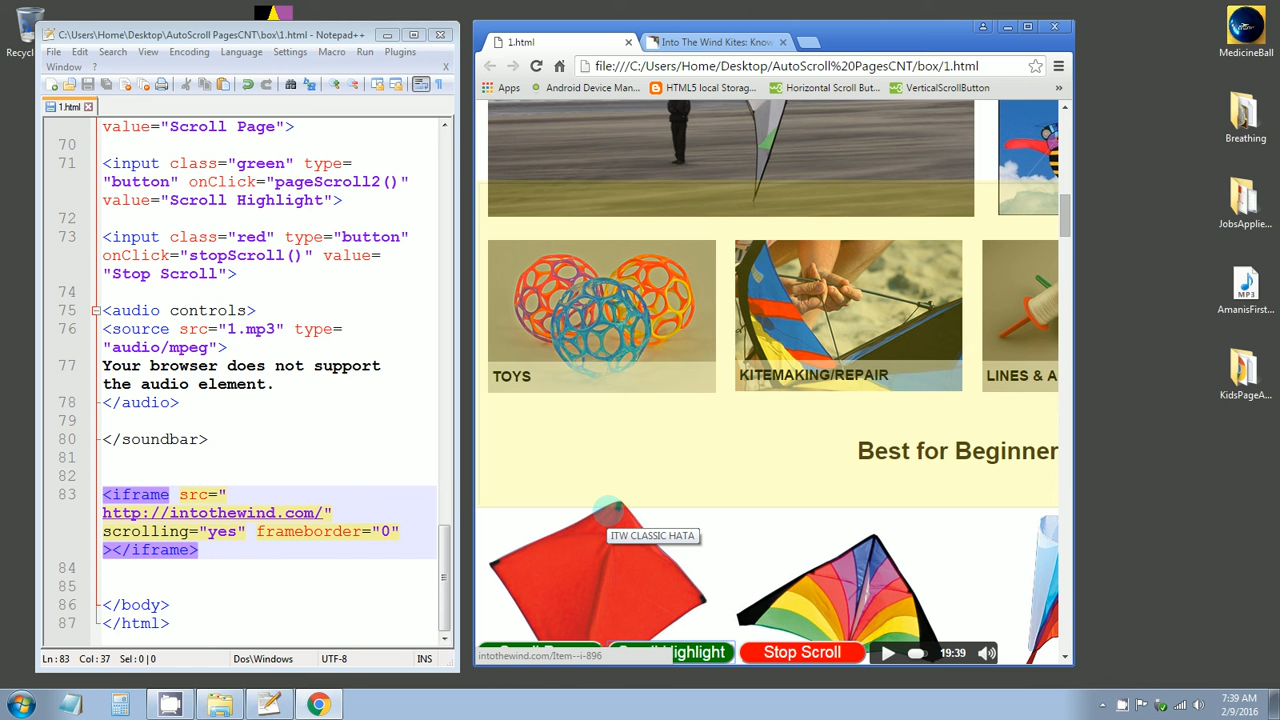 Recycl
C:\Users\Home\Desktop\AutoScroll PagesCNT\box\1.html - Notepad++
File Edit Search View Encoding Language Settings Macro Run Plugins
Window ? X
1.html
value="Scroll Page">
70
71 <input class="green" type=
"button" onClick="pageScroll2()"
value="Scroll Highlight">
72
73 <input class="red" type="button"
onClick="stopScroll()" value=
"Stop Scroll">
74
75 <audio controls>
76 <source src="1.mp3" type=
"audio/mpeg">
77 Your browser does not support
the audio element.
78 </audio>
79
80 </soundbar>
81
82
83 <iframe src="
http://intothewind.com/"
scrolling="yes" frameborder="0"
></iframe>
84
85
86 </body>
87 </html>
Ln:83 Col:37 Sel:0|0 Dos\Windows UTF-8 INS
1.html
Into The Wind Kites: Know
file:///C:/Users/Home/Desktop/AutoScroll%20PagesCNT/box/1.html
Apps Android Device Man... HTML5 local Storag... Horizontal Scroll But... VerticalScrollButton »
TOYS
KITEMAKING/REPAIR
LINES & A
Best for Beginner
ITW CLASSIC HATA
Highlight
Stop Scroll
19:39
intothewind.com/Item--i-896
MedicineBall
Breathing
JobsApplie...
MP3
AmanisFirst...
KidsPageA...
7:39 AM
2/9/2016